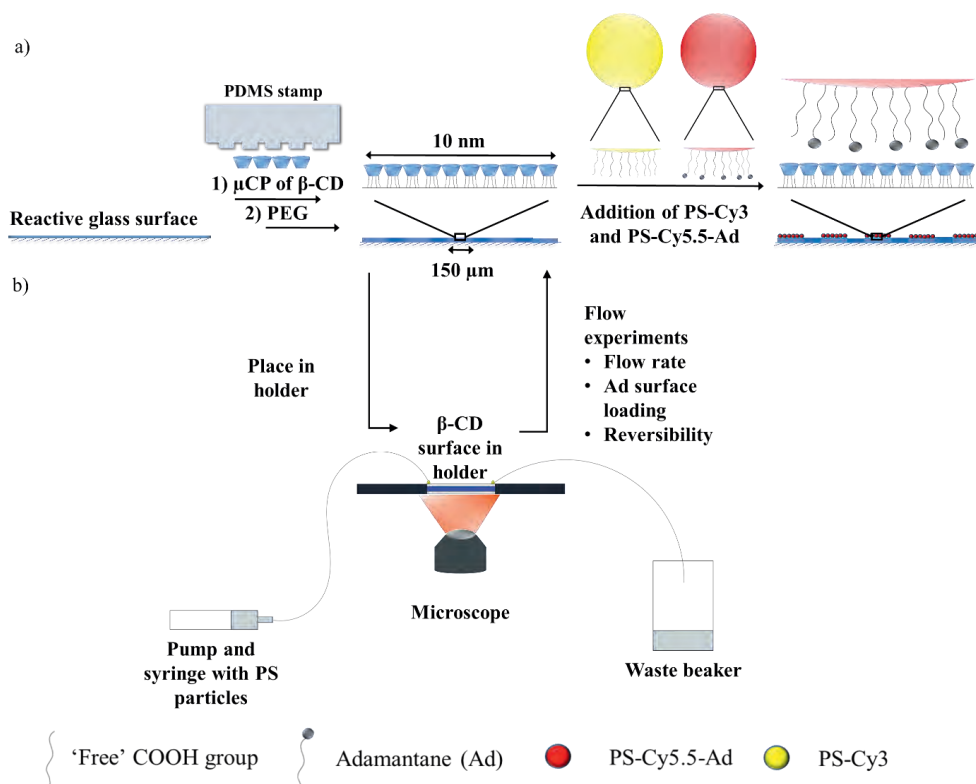 a)
PDMS stamp
1) µCP of β-CD
2) PEG
Reactive glass surface
10 nm
150 µm
Addition of PS-Cy3
and PS-Cy5.5-Ad
b)
Place in
holder
β-CD
surface in
holder
Flow
experiments
• Flow rate
• Ad surface
loading
• Reversibility
Microscope
Pump and
syringe with PS
particles
Waste beaker
'Free' COOH group
Adamantane (Ad)
PS-Cy5.5-Ad
PS-Cy3